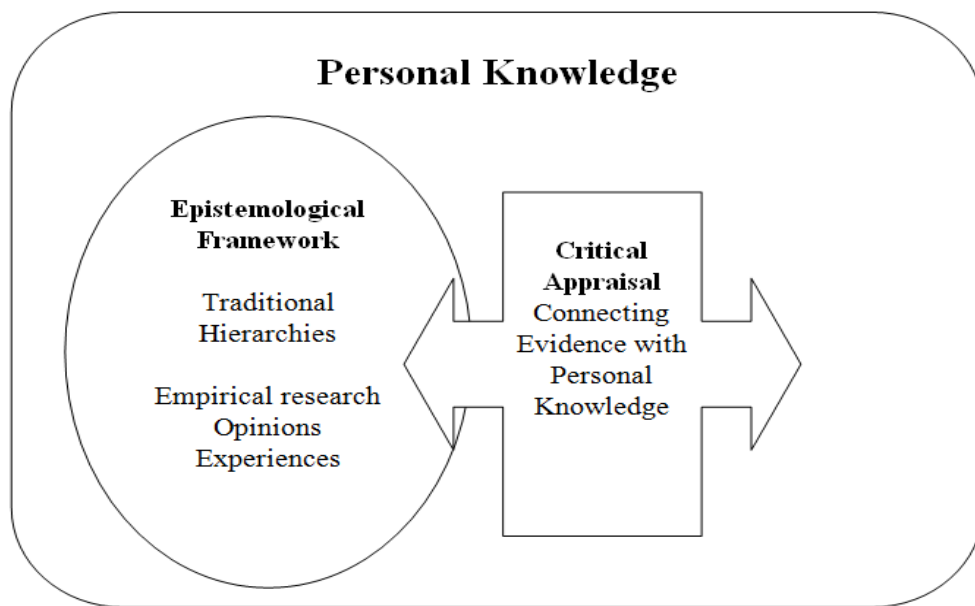 Personal Knowledge
Epistemological
Framework
Traditional
Hierarchies
Empirical research
Opinions
Experiences
Critical
Appraisal
Connecting
Evidence with
Personal
Knowledge